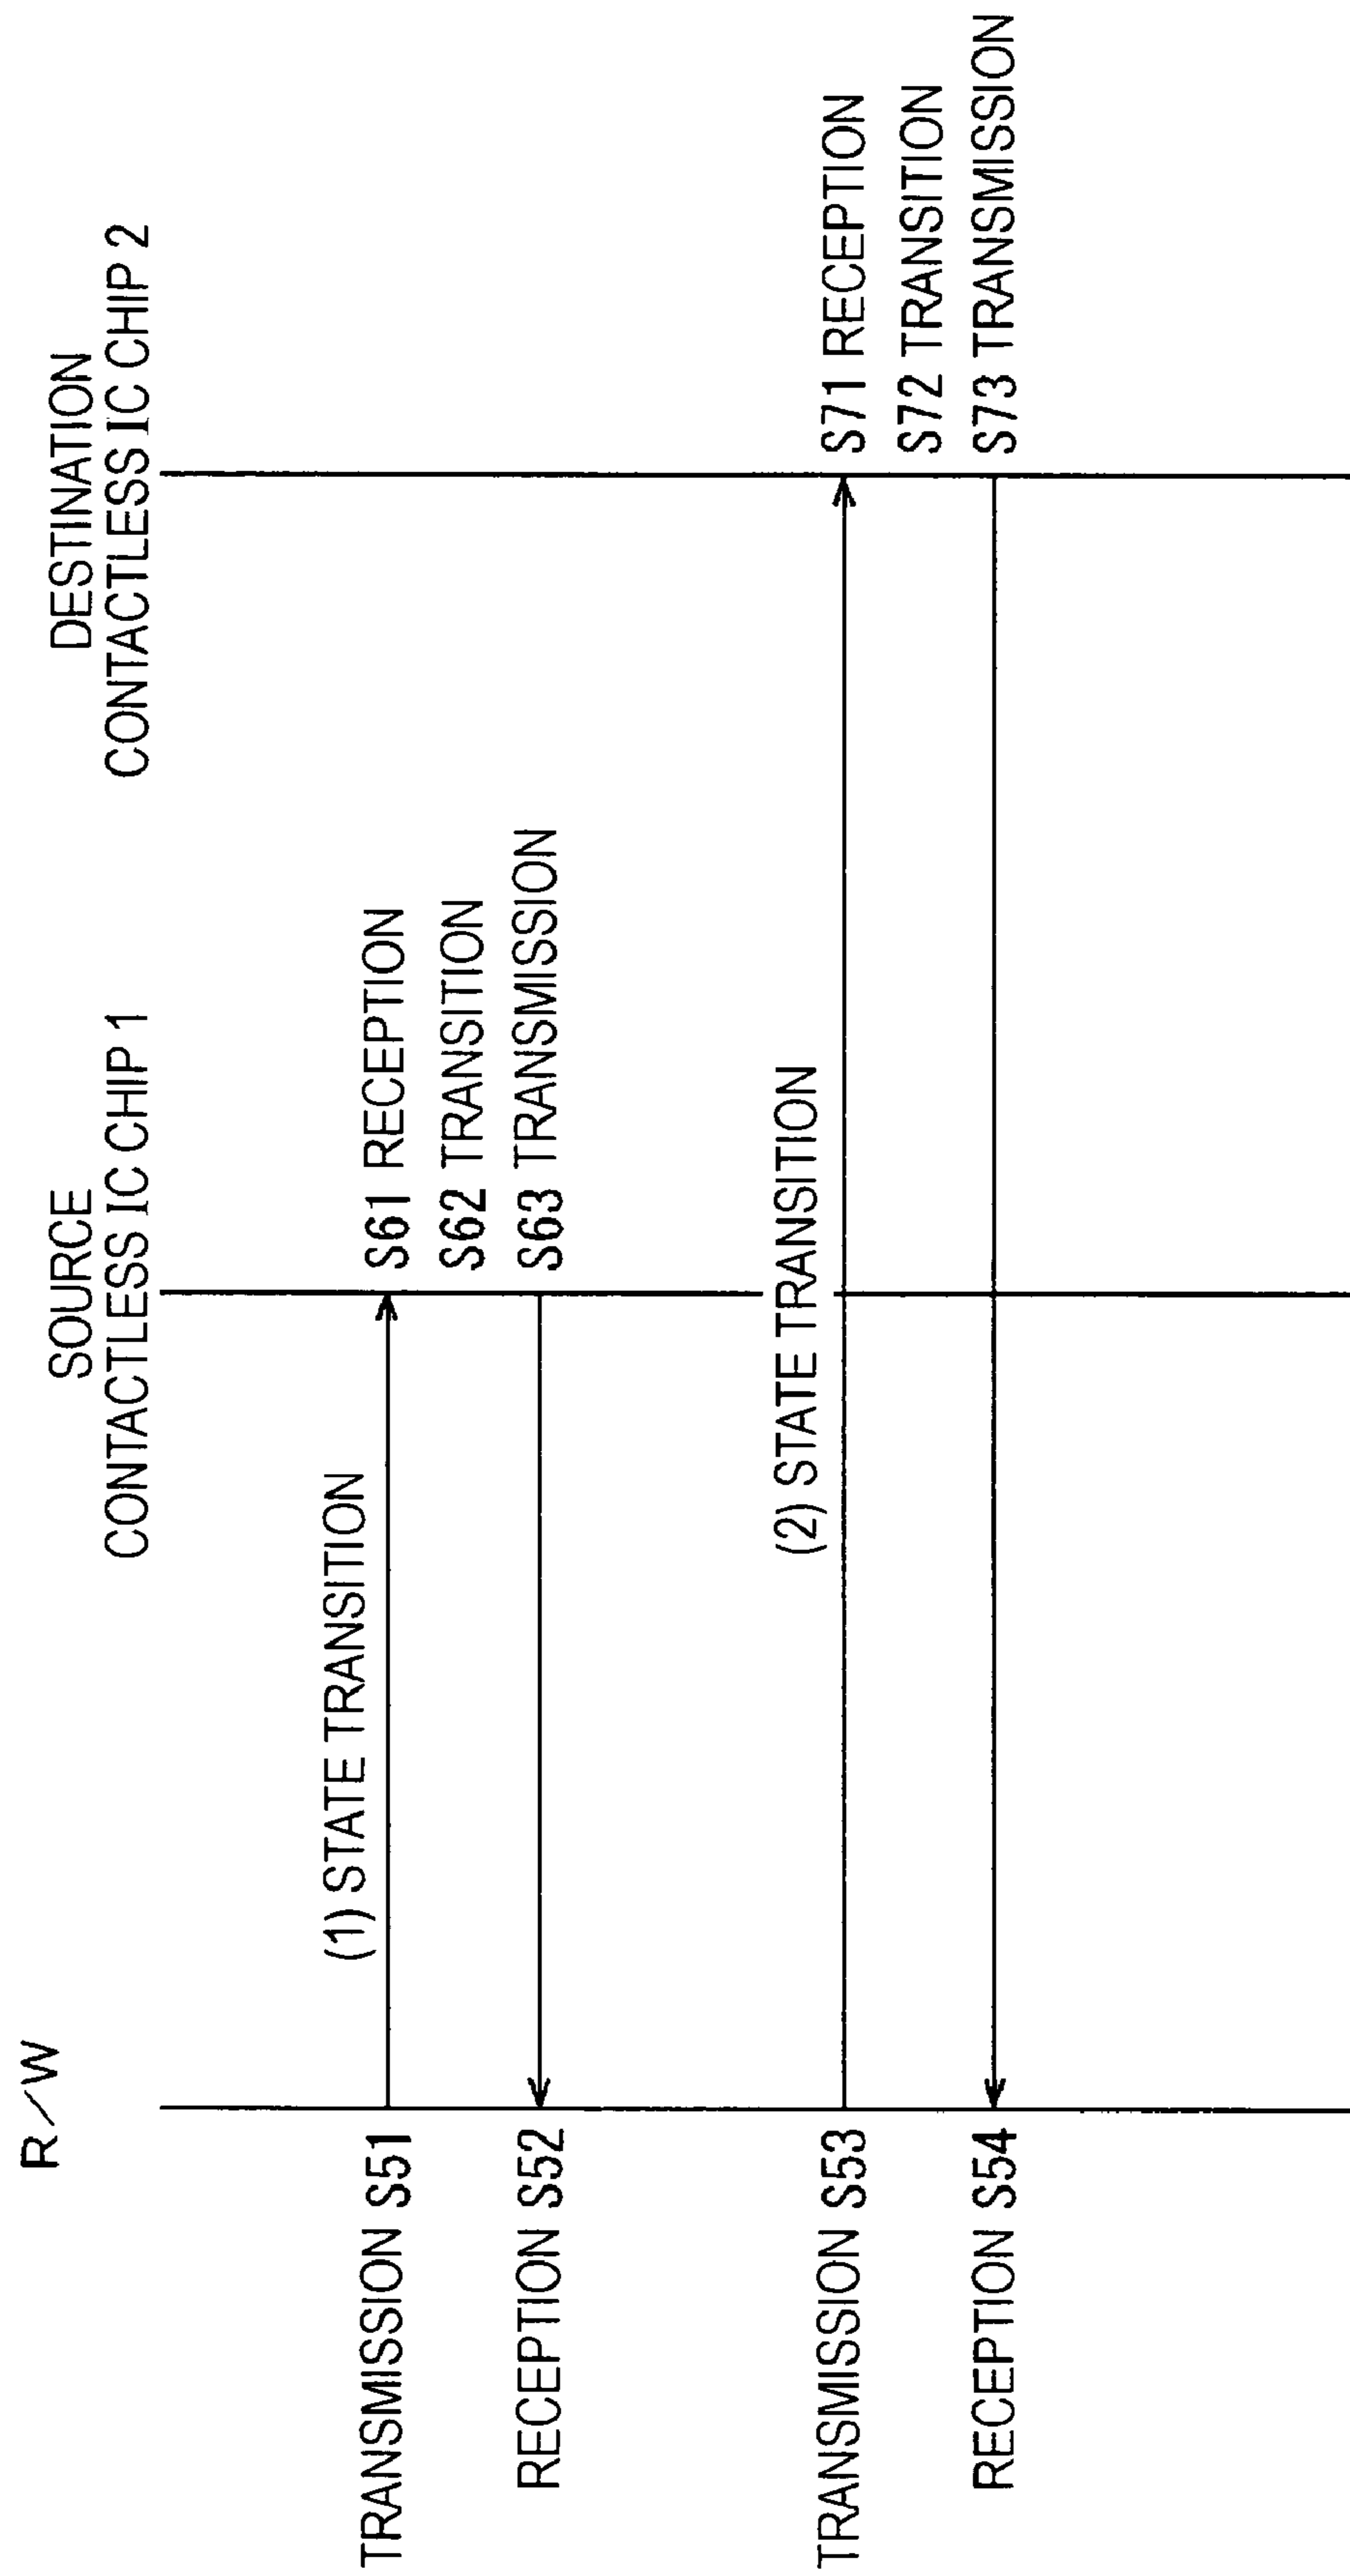 R/W
SOURCE
CONTACTLESS IC CHIP 1
DESTINATION
CONTACTLESS IC CHIP 2
(1) STATE TRANSITION
TRANSMISSION S51
S61 RECEPTION
S62 TRANSITION
RECEPTION S52
S63 TRANSMISSION
(2) STATE TRANSITION
TRANSMISSION S53
S71 RECEPTION
S72 TRANSITION
RECEPTION S54
S73 TRANSMISSION